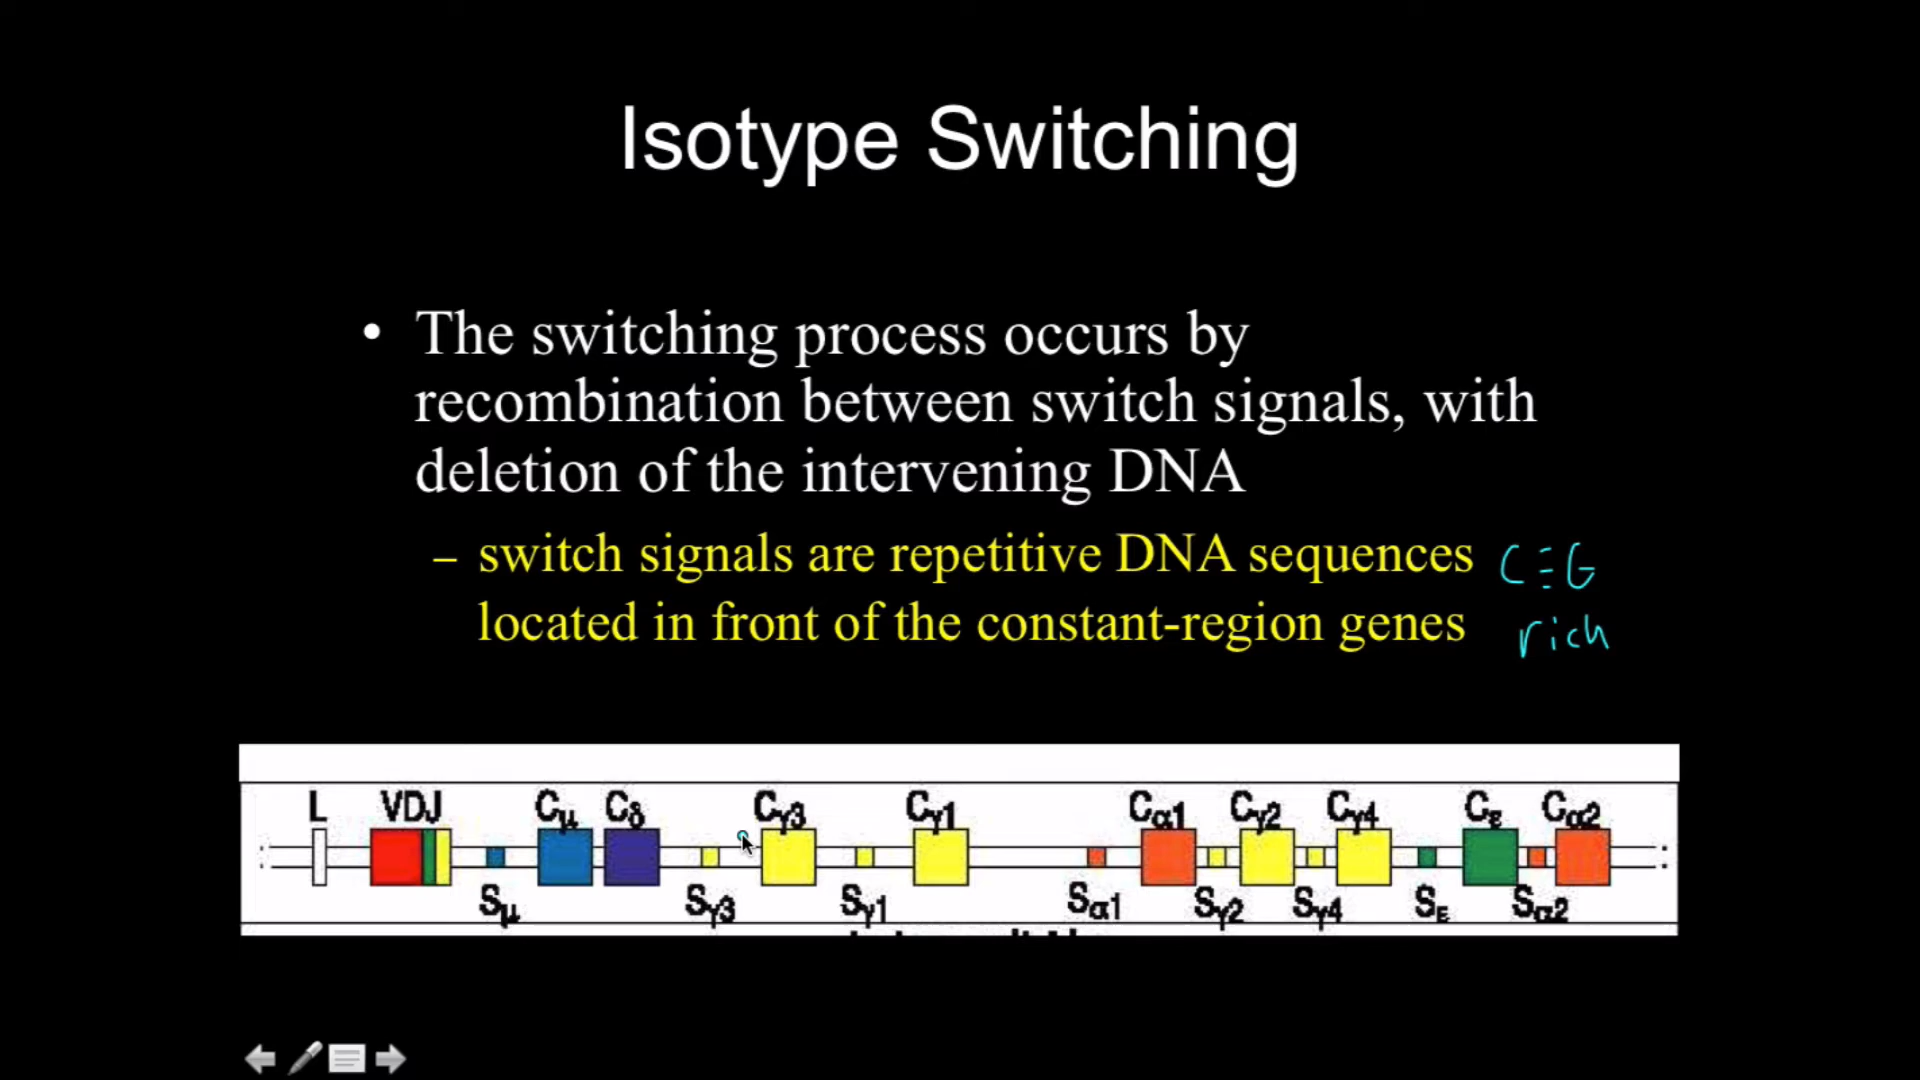 Isotype Switching
• The switching process occurs by
recombination between switch signals, with
deletion of the intervening DNA
– switch signals are repetitive DNA sequences
located in front of the constant-region genes
C≡G
rich
L VDJ Cμ Cδ Cγ3 Cγ1 Cα1 Cγ2 Cγ4 Cε Cα2
Sμ Sγ3 Sγ1 Sα1 Sγ2 Sγ4 Sε Sα2